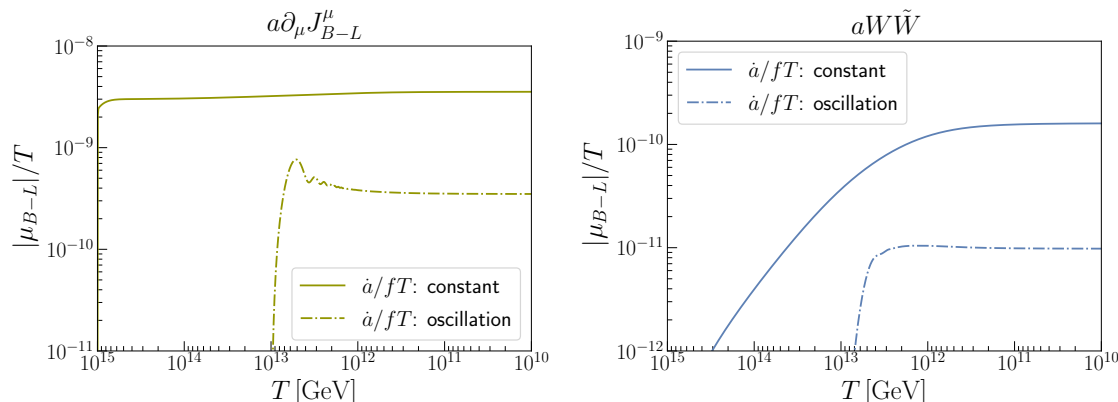 a∂_μJ^μ_{B−L}
10^{−8}
10^{−9}
10^{−10}
10^{−11}
|μ_{B−L}|/T
ȧ/fT: constant
ȧ/fT: oscillation
10^{15} 10^{14} 10^{13} 10^{12} 10^{11} 10^{10}
T [GeV]
aWW̃
10^{−9}
10^{−10}
10^{−11}
10^{−12}
|μ_{B−L}|/T
ȧ/fT: constant
ȧ/fT: oscillation
10^{15} 10^{14} 10^{13} 10^{12} 10^{11} 10^{10}
T [GeV]